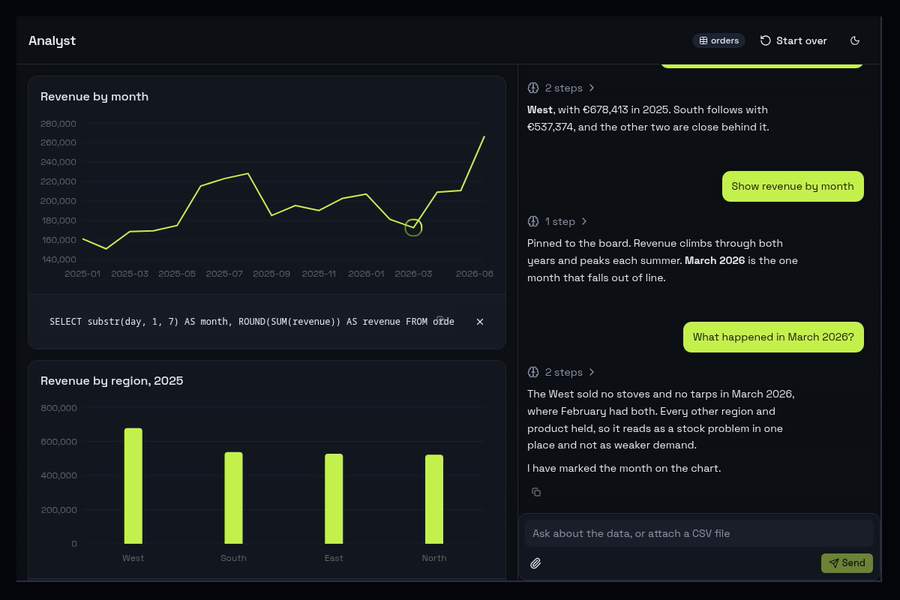 Analyst
orders
Start over
Revenue by month
280,000
260,000
240,000
220,000
200,000
180,000
160,000
140,000
2025-01 2025-03 2025-05 2025-07 2025-09 2025-11 2026-01 2026-03 2026-06
SELECT substr(day, 1, 7) AS month, ROUND(SUM(revenue)) AS revenue FROM orde
Revenue by region, 2025
800,000
600,000
400,000
200,000
0
West South East North
2 steps
West, with €678,413 in 2025. South follows with
€537,374, and the other two are close behind it.
Show revenue by month
1 step
Pinned to the board. Revenue climbs through both
years and peaks each summer. March 2026 is the one
month that falls out of line.
What happened in March 2026?
2 steps
The West sold no stoves and no tarps in March 2026,
where February had both. Every other region and
product held, so it reads as a stock problem in one
place and not as weaker demand.
I have marked the month on the chart.
Ask about the data, or attach a CSV file
Send